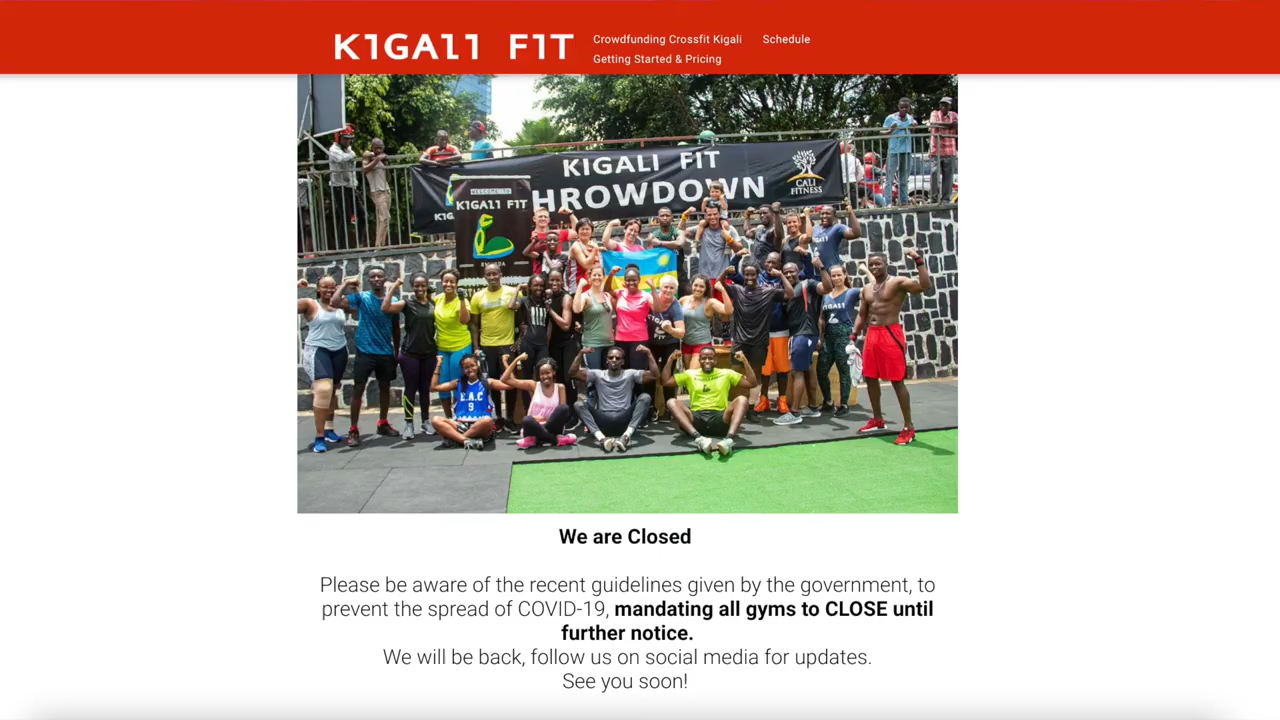 KIGALI FIT
Crowdfunding Crossfit Kigali
Schedule
Getting Started & Pricing
KIGALI FIT
HROWDOWN
CALI
FITNESS
KIGALI FIT
E.A.C
9
FIT
We are Closed
Please be aware of the recent guidelines given by the government, to
prevent the spread of COVID-19, mandating all gyms to CLOSE until
further notice.
We will be back, follow us on social media for updates.
See you soon!